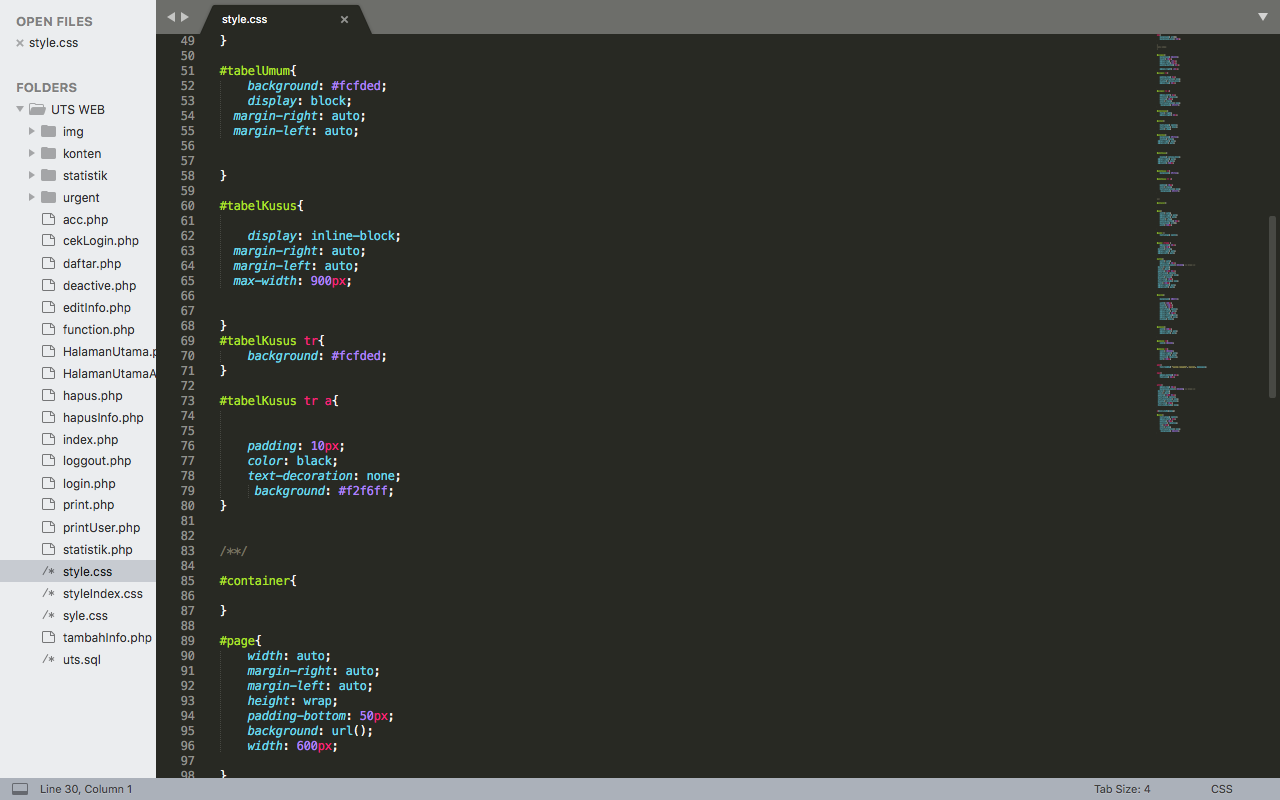 OPEN FILES
style.css
FOLDERS
UTS WEB
img
konten
statistik
urgent
acc.php
cekLogin.php
daftar.php
deactive.php
editInfo.php
function.php
HalamanUtama.p
HalamanUtamaA
hapus.php
hapusInfo.php
index.php
loggout.php
login.php
print.php
printUser.php
statistik.php
/* style.css
/* styleIndex.css
/* syle.css
tambahInfo.php
/* uts.sql
style.css
49 }
50
51 #tabelUmum{
52 background: #fcfded;
53 display: block;
54 margin-right: auto;
55 margin-left: auto;
56
57
58 }
59
60 #tabelKusus{
61
62 display: inline-block;
63 margin-right: auto;
64 margin-left: auto;
65 max-width: 900px;
66
67
68 }
69 #tabelKusus tr{
70 background: #fcfded;
71 }
72
73 #tabelKusus tr a{
74
75
76 padding: 10px;
77 color: black;
78 text-decoration: none;
79 background: #f2f6ff;
80 }
81
82
83 /**/
84
85 #container{
86
87 }
88
89 #page{
90 width: auto;
91 margin-right: auto;
92 margin-left: auto;
93 height: wrap;
94 padding-bottom: 50px;
95 background: url();
96 width: 600px;
97
98 }
Line 30, Column 1
Tab Size: 4
CSS